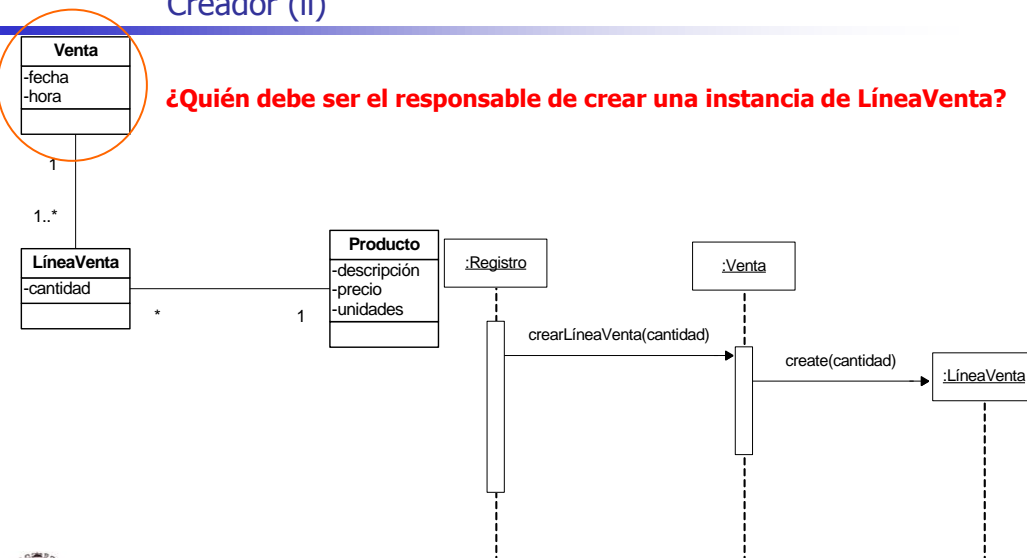 Creador (ii)
Venta
-fecha
-hora
¿Quién debe ser el responsable de crear una instancia de LíneaVenta?
1
1..*
LíneaVenta
-cantidad
*
1
Producto
-descripción
-precio
-unidades
:Registro
:Venta
crearLíneaVenta(cantidad)
create(cantidad)
:LíneaVenta